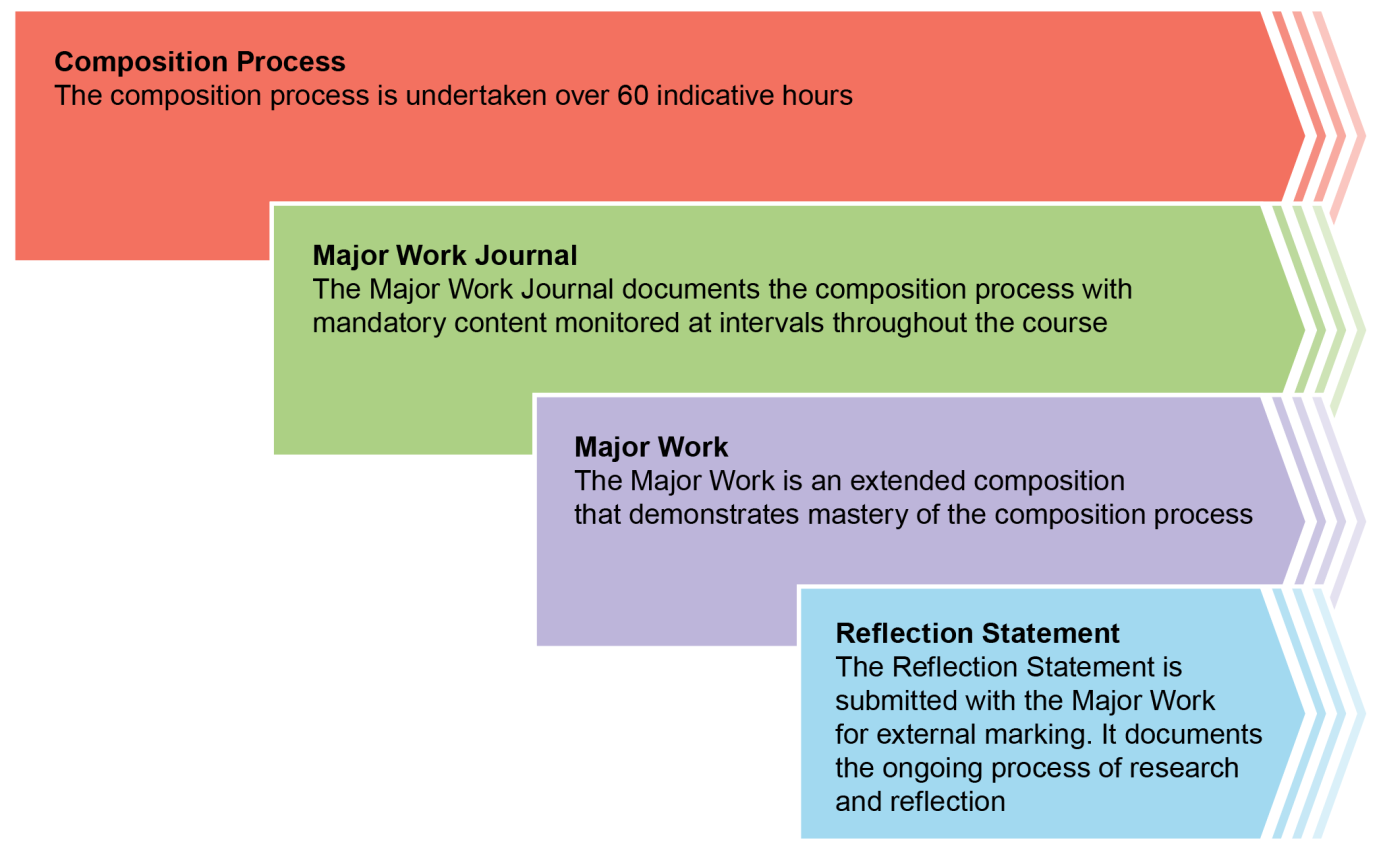 Composition Process
The composition process is undertaken over 60 indicative hours
Major Work Journal
The Major Work Journal documents the composition process with
mandatory content monitored at intervals throughout the course
Major Work
The Major Work is an extended composition
that demonstrates mastery of the composition process
Reflection Statement
The Reflection Statement is
submitted with the Major Work
for external marking. It documents
the ongoing process of research
and reflection